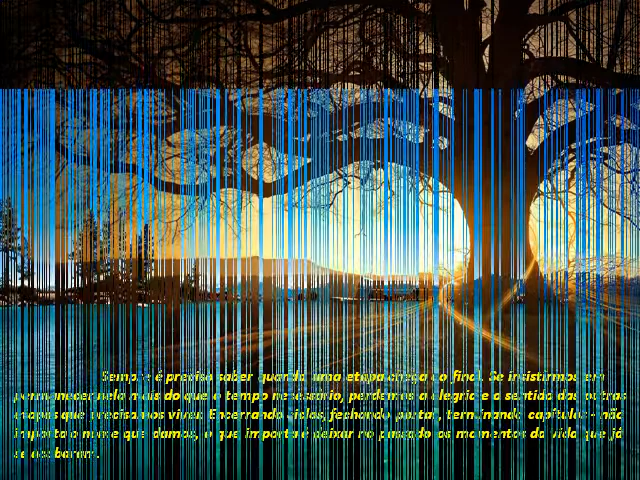 Sempre é preciso saber quando uma etapa chega ao final. Se insistirmos em
permanecer nela mais do que o tempo necessário, perdemos a alegria e o sentido das outras
etapas que precisamos viver. Encerrando ciclos, fechando portas, terminando capítulos - não
importa o nome que damos, o que importa é deixar no passado os momentos da vida que já
se acabaram.